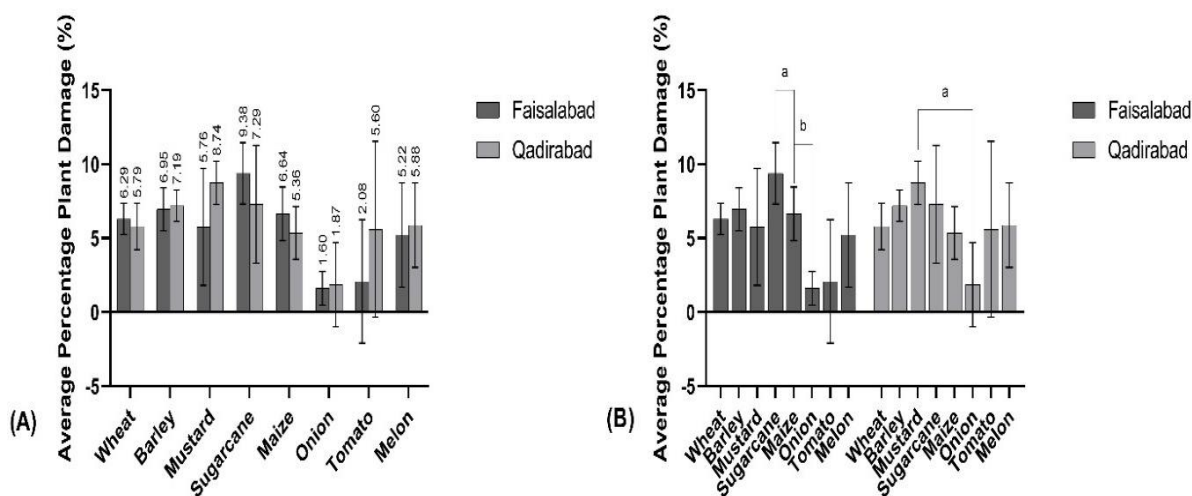 Average Percentage Plant Damage (%)
15
10
5
0
-5
6.29
5.79
6.95
7.19
5.76
8.74
9.38
7.29
6.64
5.36
1.60
1.87
2.08
5.60
5.22
5.88
Wheat
Barley
Mustard
Sugarcane
Maize
Onion
Tomato
Melon
Faisalabad
Qadirabad
(A)
Average Percentage Plant Damage (%)
15
10
5
0
-5
a
b
a
Wheat
Barley
Mustard
Sugarcane
Maize
Onion
Tomato
Melon
Wheat
Barley
Mustard
Sugarcane
Maize
Onion
Tomato
Melon
Faisalabad
Qadirabad
(B)